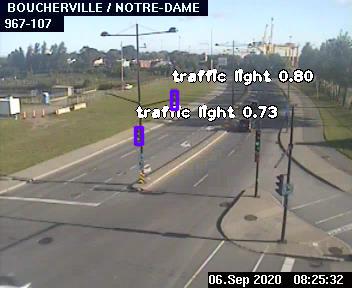 BOUCHERVILLE / NOTRE-DAME
967-107
traffic light 0.80
traffic light 0.73
06.Sep 2020 08:25:32